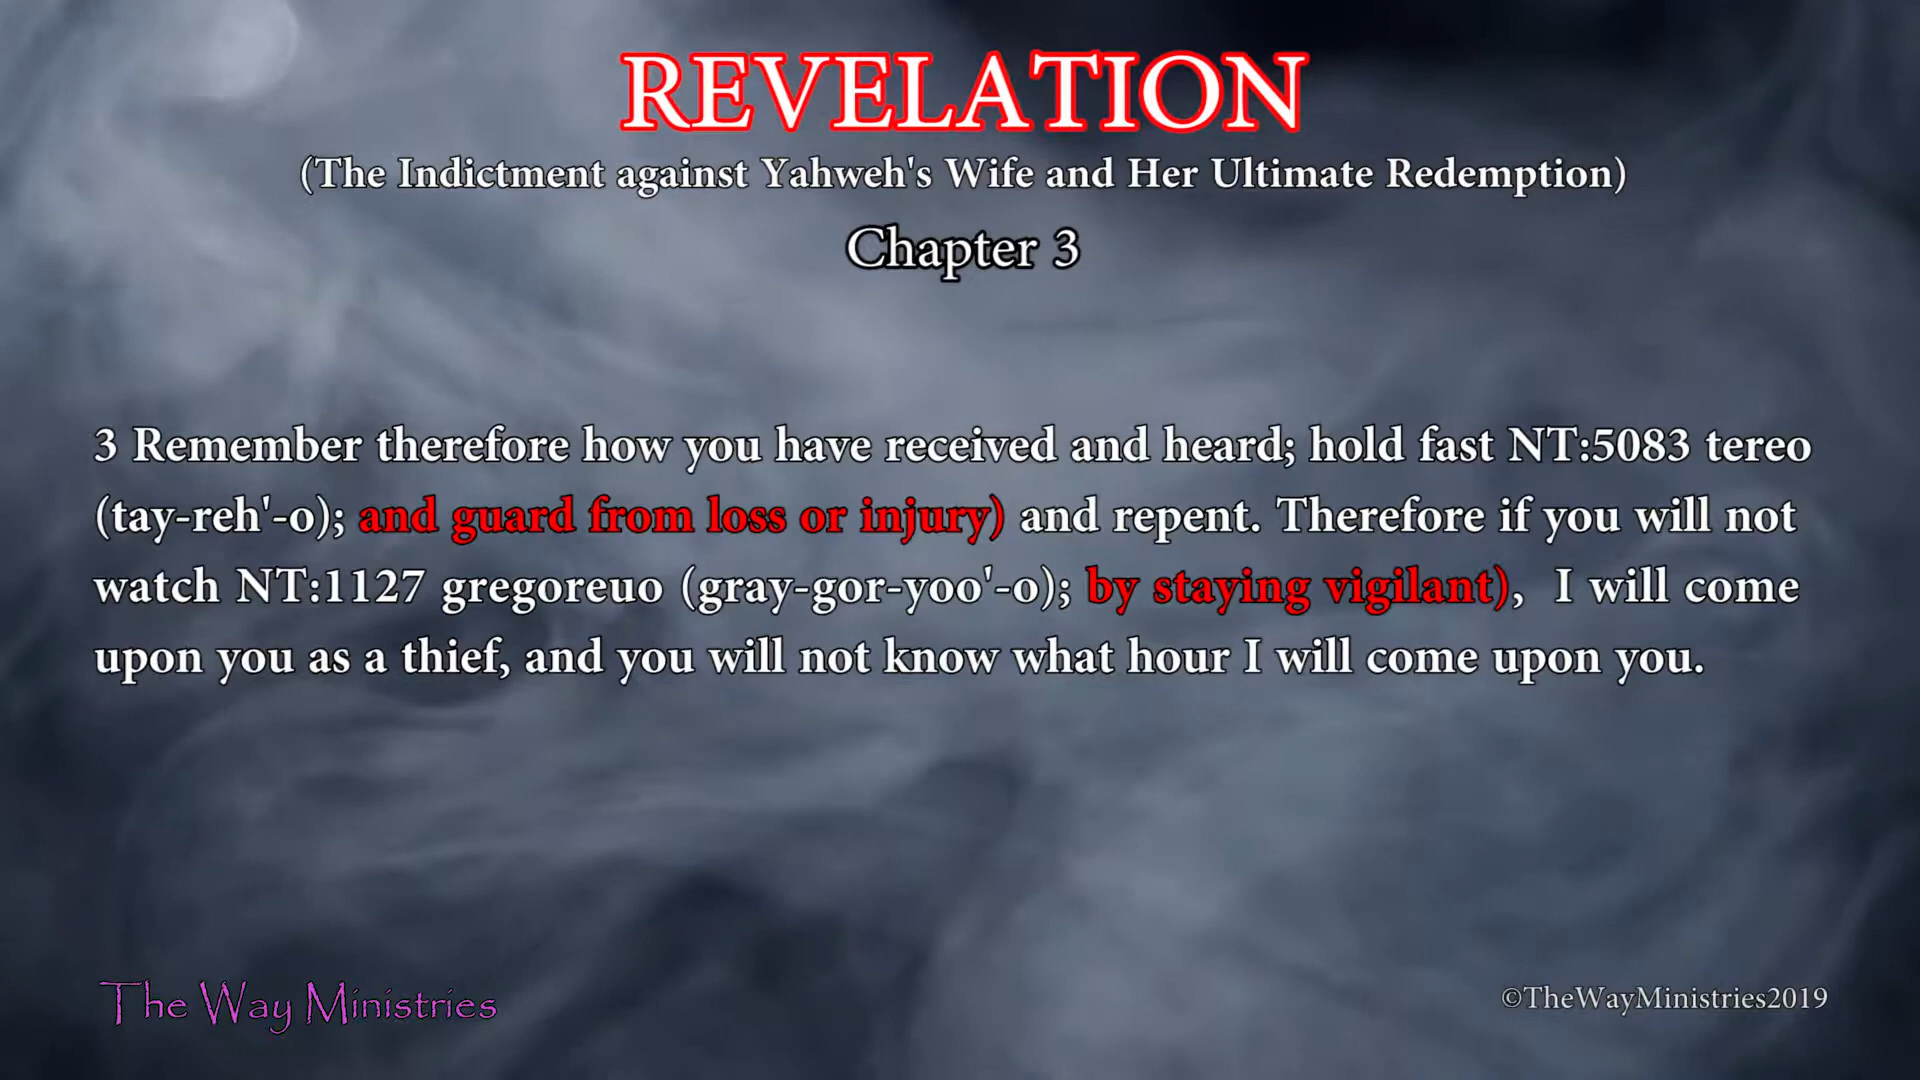 REVELATION
(The Indictment against Yahweh's Wife and Her Ultimate Redemption)
Chapter 3
3 Remember therefore how you have received and heard; hold fast NT:5083 tereo
(tay-reh'-o); and guard from loss or injury) and repent. Therefore if you will not
watch NT:1127 gregoreuo (gray-gor-yoo'-o); by staying vigilant),  I will come
upon you as a thief, and you will not know what hour I will come upon you.
The Way Ministries
©TheWayMinistries2019